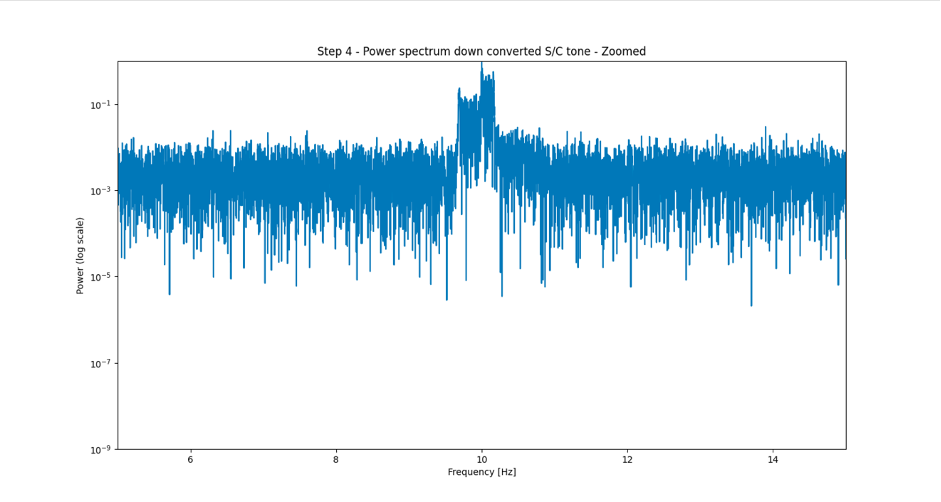 Step 4 - Power spectrum down converted S/C tone - Zoomed
Power (log scale)
10⁻¹
10⁻³
10⁻⁵
10⁻⁷
10⁻⁹
6 8 10 12 14
Frequency [Hz]